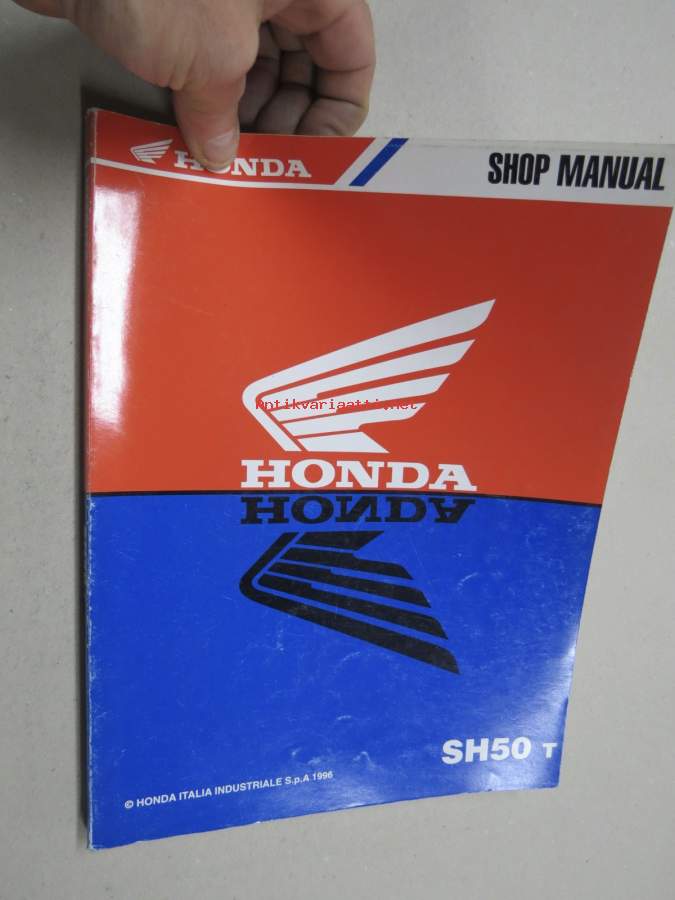 HONDA
SHOP MANUAL
Antikvariaatti.net
HONDA
HONDA
SH50 T
© HONDA ITALIA INDUSTRIALE S.p.A 1996